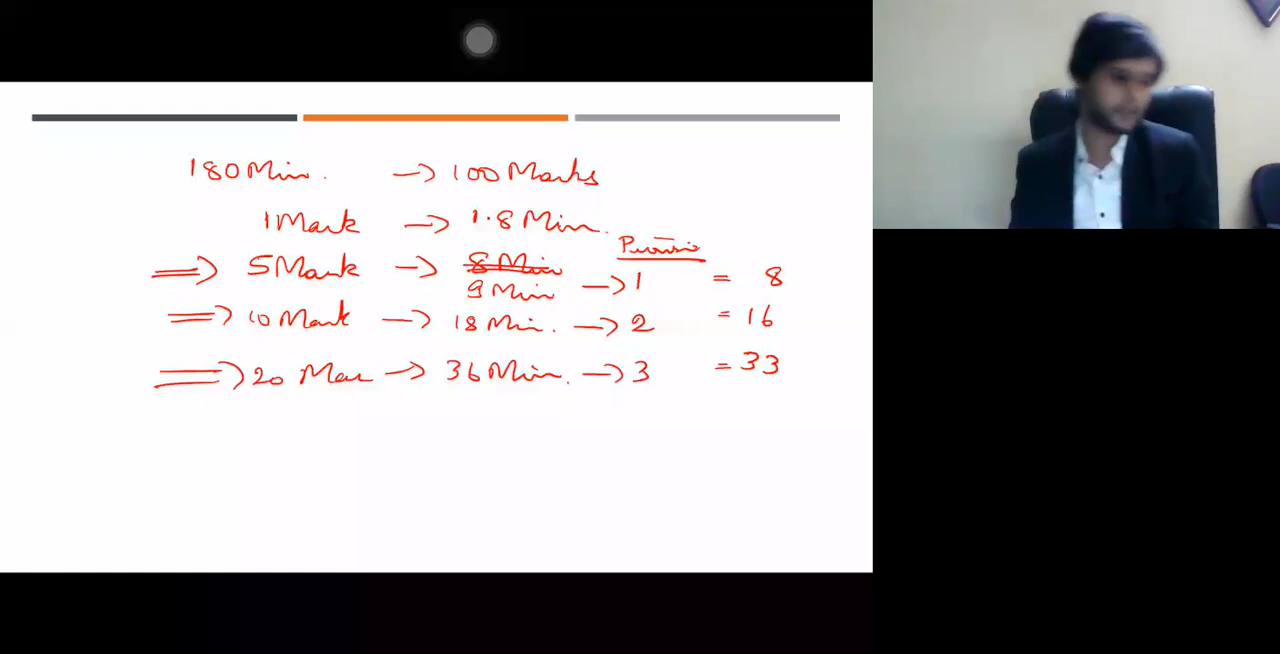 180 Min. → 100 Marks
1 Mark → 1.8 Min.
⇒ 5 Mark → 8 Min
9 Min → 1 = 8
⇒ 10 Mark → 18 Min. → 2 = 16
⇒ 20 Mar → 36 Min. → 3 = 33